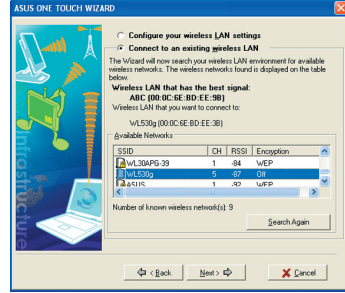 ASUS ONE TOUCH WIZARD
Configure your wireless LAN settings
Connect to an existing wireless LAN
The Wizard will now search your wireless LAN environment for available
wireless networks. The wireless networks found is displayed on the table
below.
Wireless LAN that has the best signal:
ABC (00:0C:6E:BD:EE:9B)
Wireless LAN that you want to connect to:
WL530g (00:0C:6E:BD:EE:3B)
Available Networks
SSID CH RSSI Encryption
WL30APG-39 1 -84 WEP
WL530g 5 -87 Off
ASUS 1 -92 WEP
Number of known wireless network(s): 9
Search Again
< Back Next > Cancel
Infrastructure